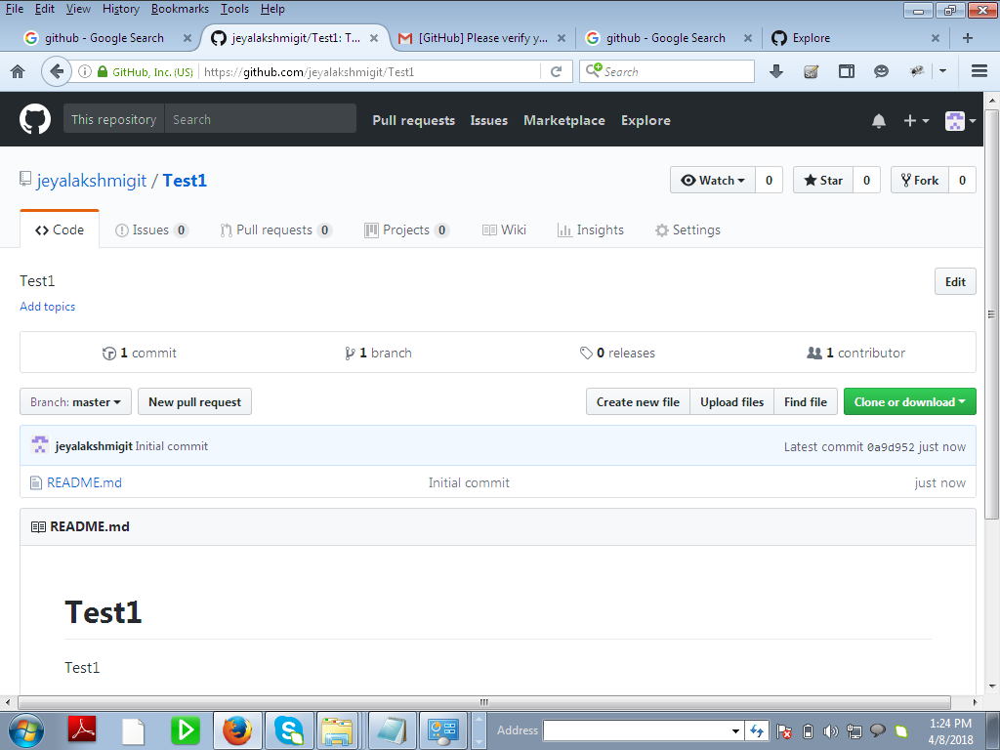 File Edit View History Bookmarks Tools Help
github - Google Search
jeyalakshmigit/Test1: T...
[GitHub] Please verify y...
github - Google Search
Explore
GitHub, Inc. (US)
https://github.com/jeyalakshmigit/Test1
Search
This repository
Search
Pull requests Issues Marketplace Explore
jeyalakshmigit / Test1
Watch 0
Star 0
Fork 0
Code
Issues 0
Pull requests 0
Projects 0
Wiki
Insights
Settings
Test1
Edit
Add topics
1 commit
1 branch
0 releases
1 contributor
Branch: master
New pull request
Create new file
Upload files
Find file
Clone or download
jeyalakshmigit Initial commit
Latest commit 0a9d952 just now
README.md
Initial commit
just now
README.md
Test1
Test1
Address
1:24 PM
4/8/2018